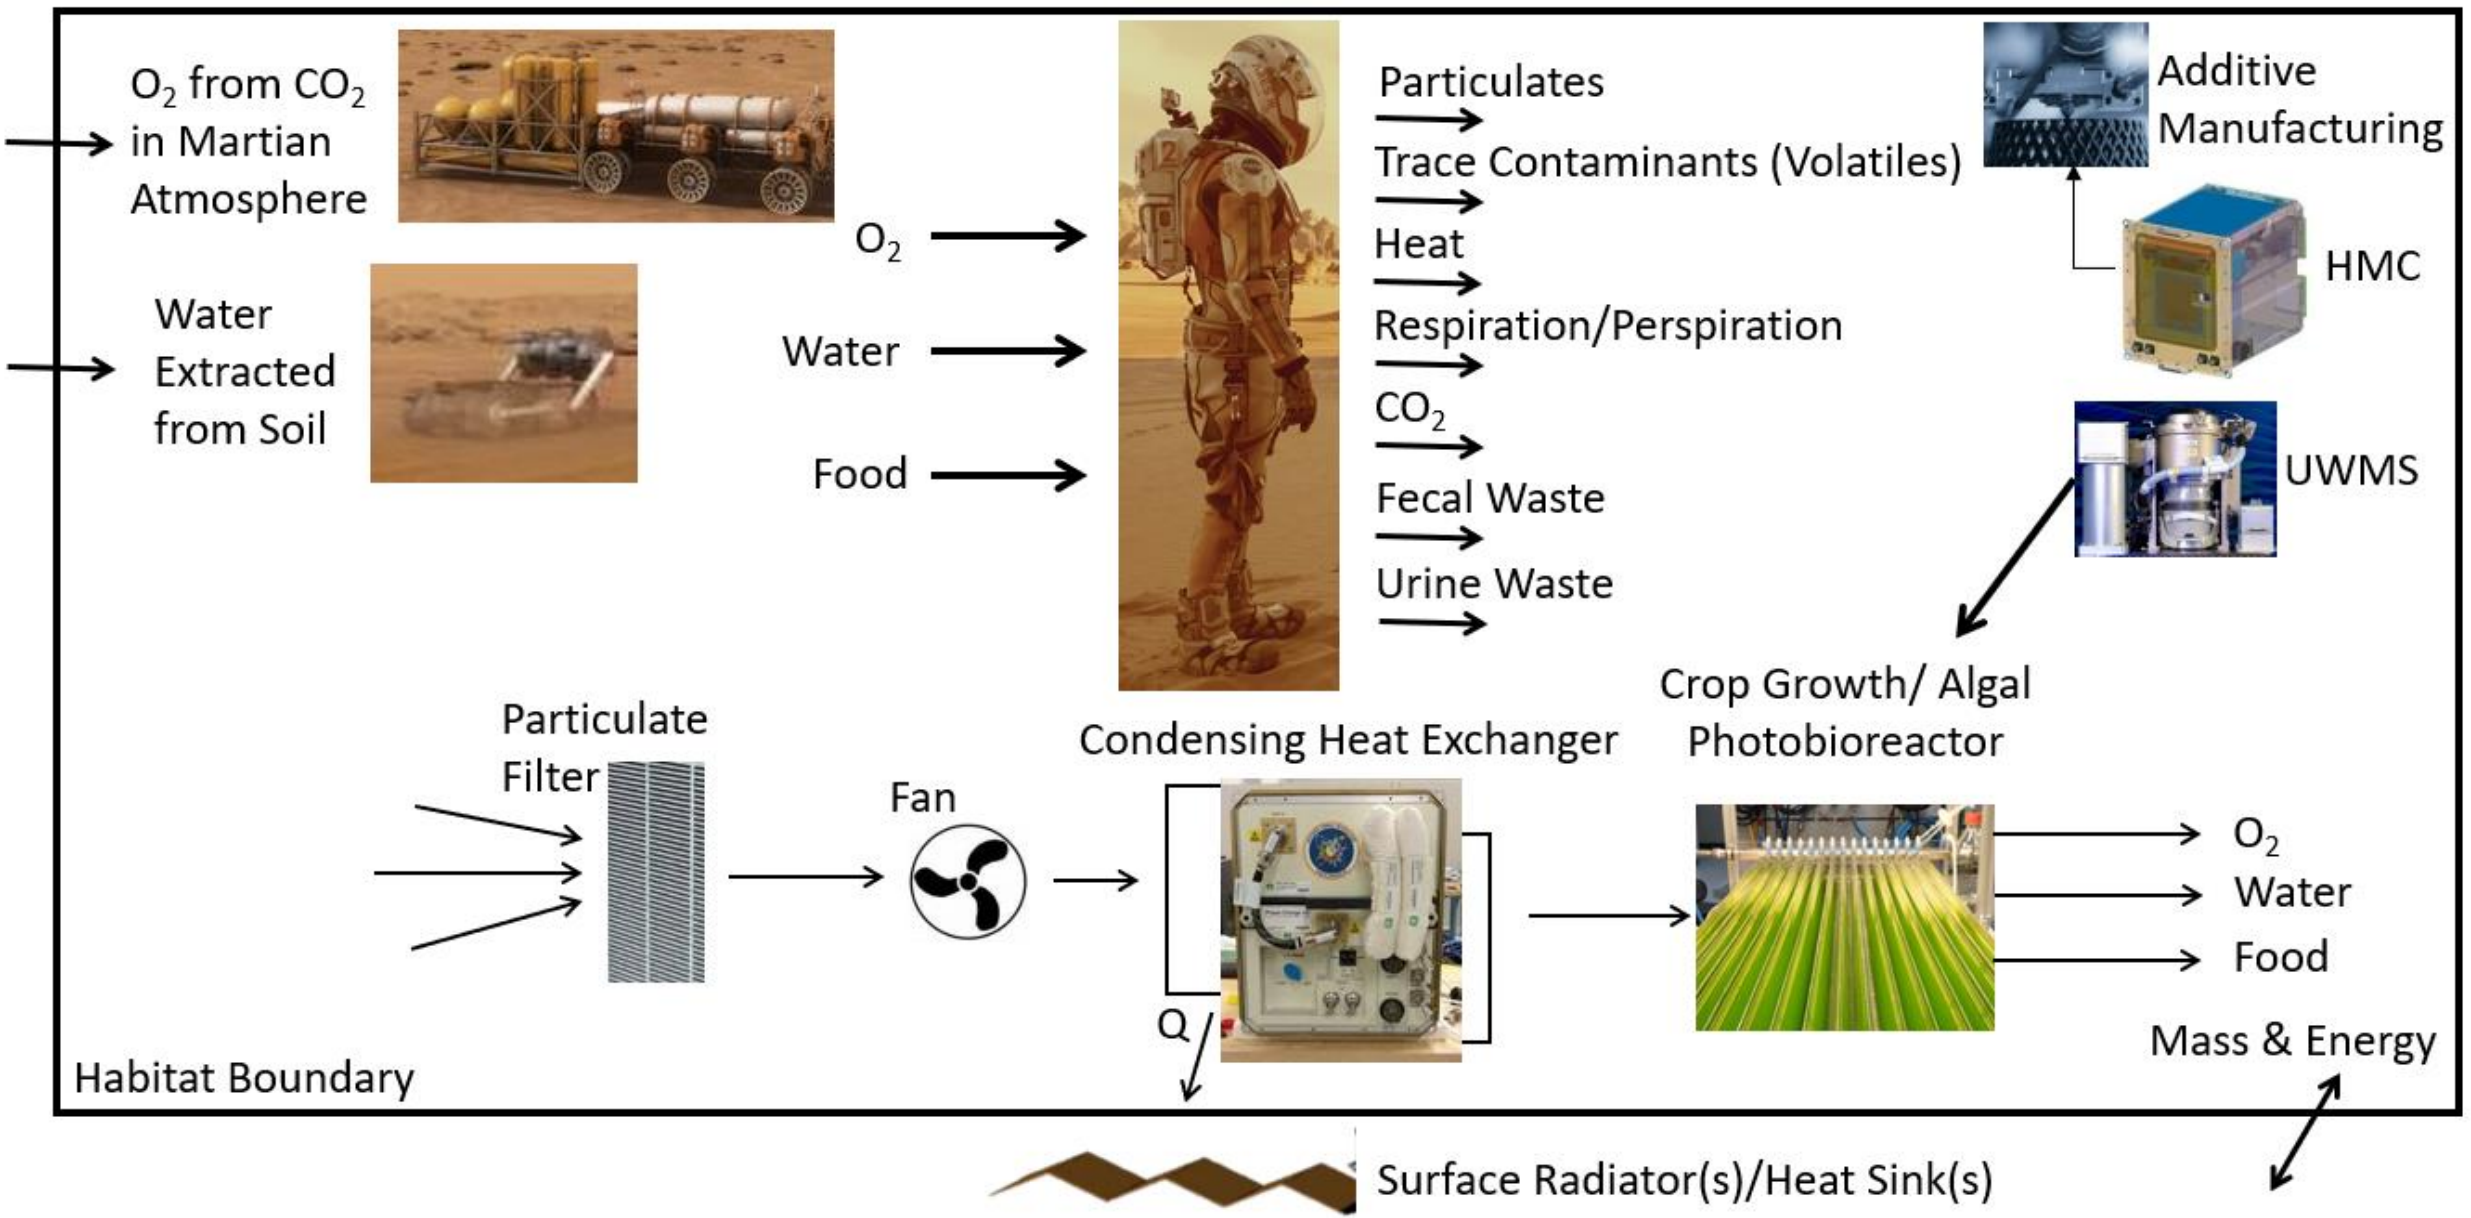 O₂ from CO₂
in Martian
Atmosphere
Water
Extracted
from Soil
O₂
Water
Food
2
Particulates
Trace Contaminants (Volatiles)
Heat
Respiration/Perspiration
CO₂
Fecal Waste
Urine Waste
Additive
Manufacturing
HMC
UWMS
Particulate
Filter
Fan
Condensing Heat Exchanger
Q
Crop Growth/ Algal
Photobioreactor
O₂
Water
Food
Mass & Energy
Habitat Boundary
Surface Radiator(s)/Heat Sink(s)